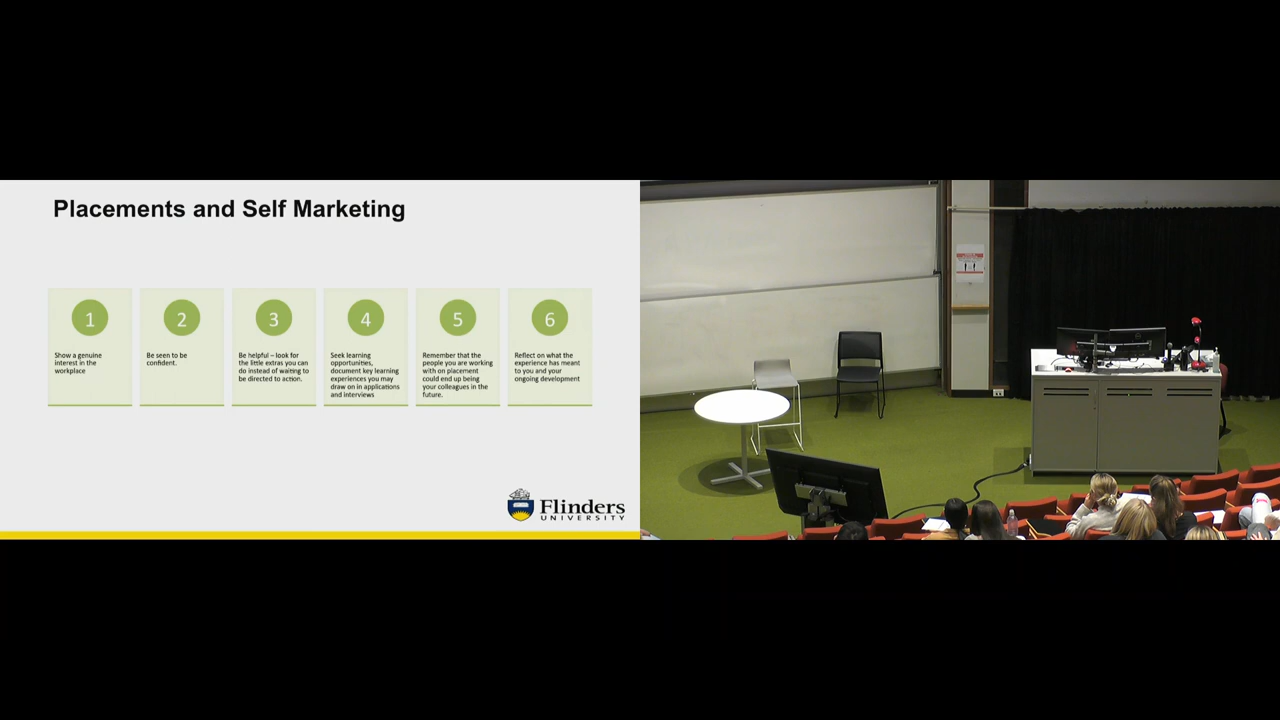 Placements and Self Marketing
1
Show a genuine
interest in the
workplace
2
Be seen to be
confident.
3
Be helpful – look for
the little extras you can
do instead of waiting to
be directed to action.
4
Seek learning
opportunities,
document key learning
experiences you may
draw on in applications
and interviews
5
Remember that the
people you are working
with on placement
could end up being
your colleagues in the
future.
6
Reflect on what the
experience has meant
to you and your
ongoing development
Flinders
UNIVERSITY